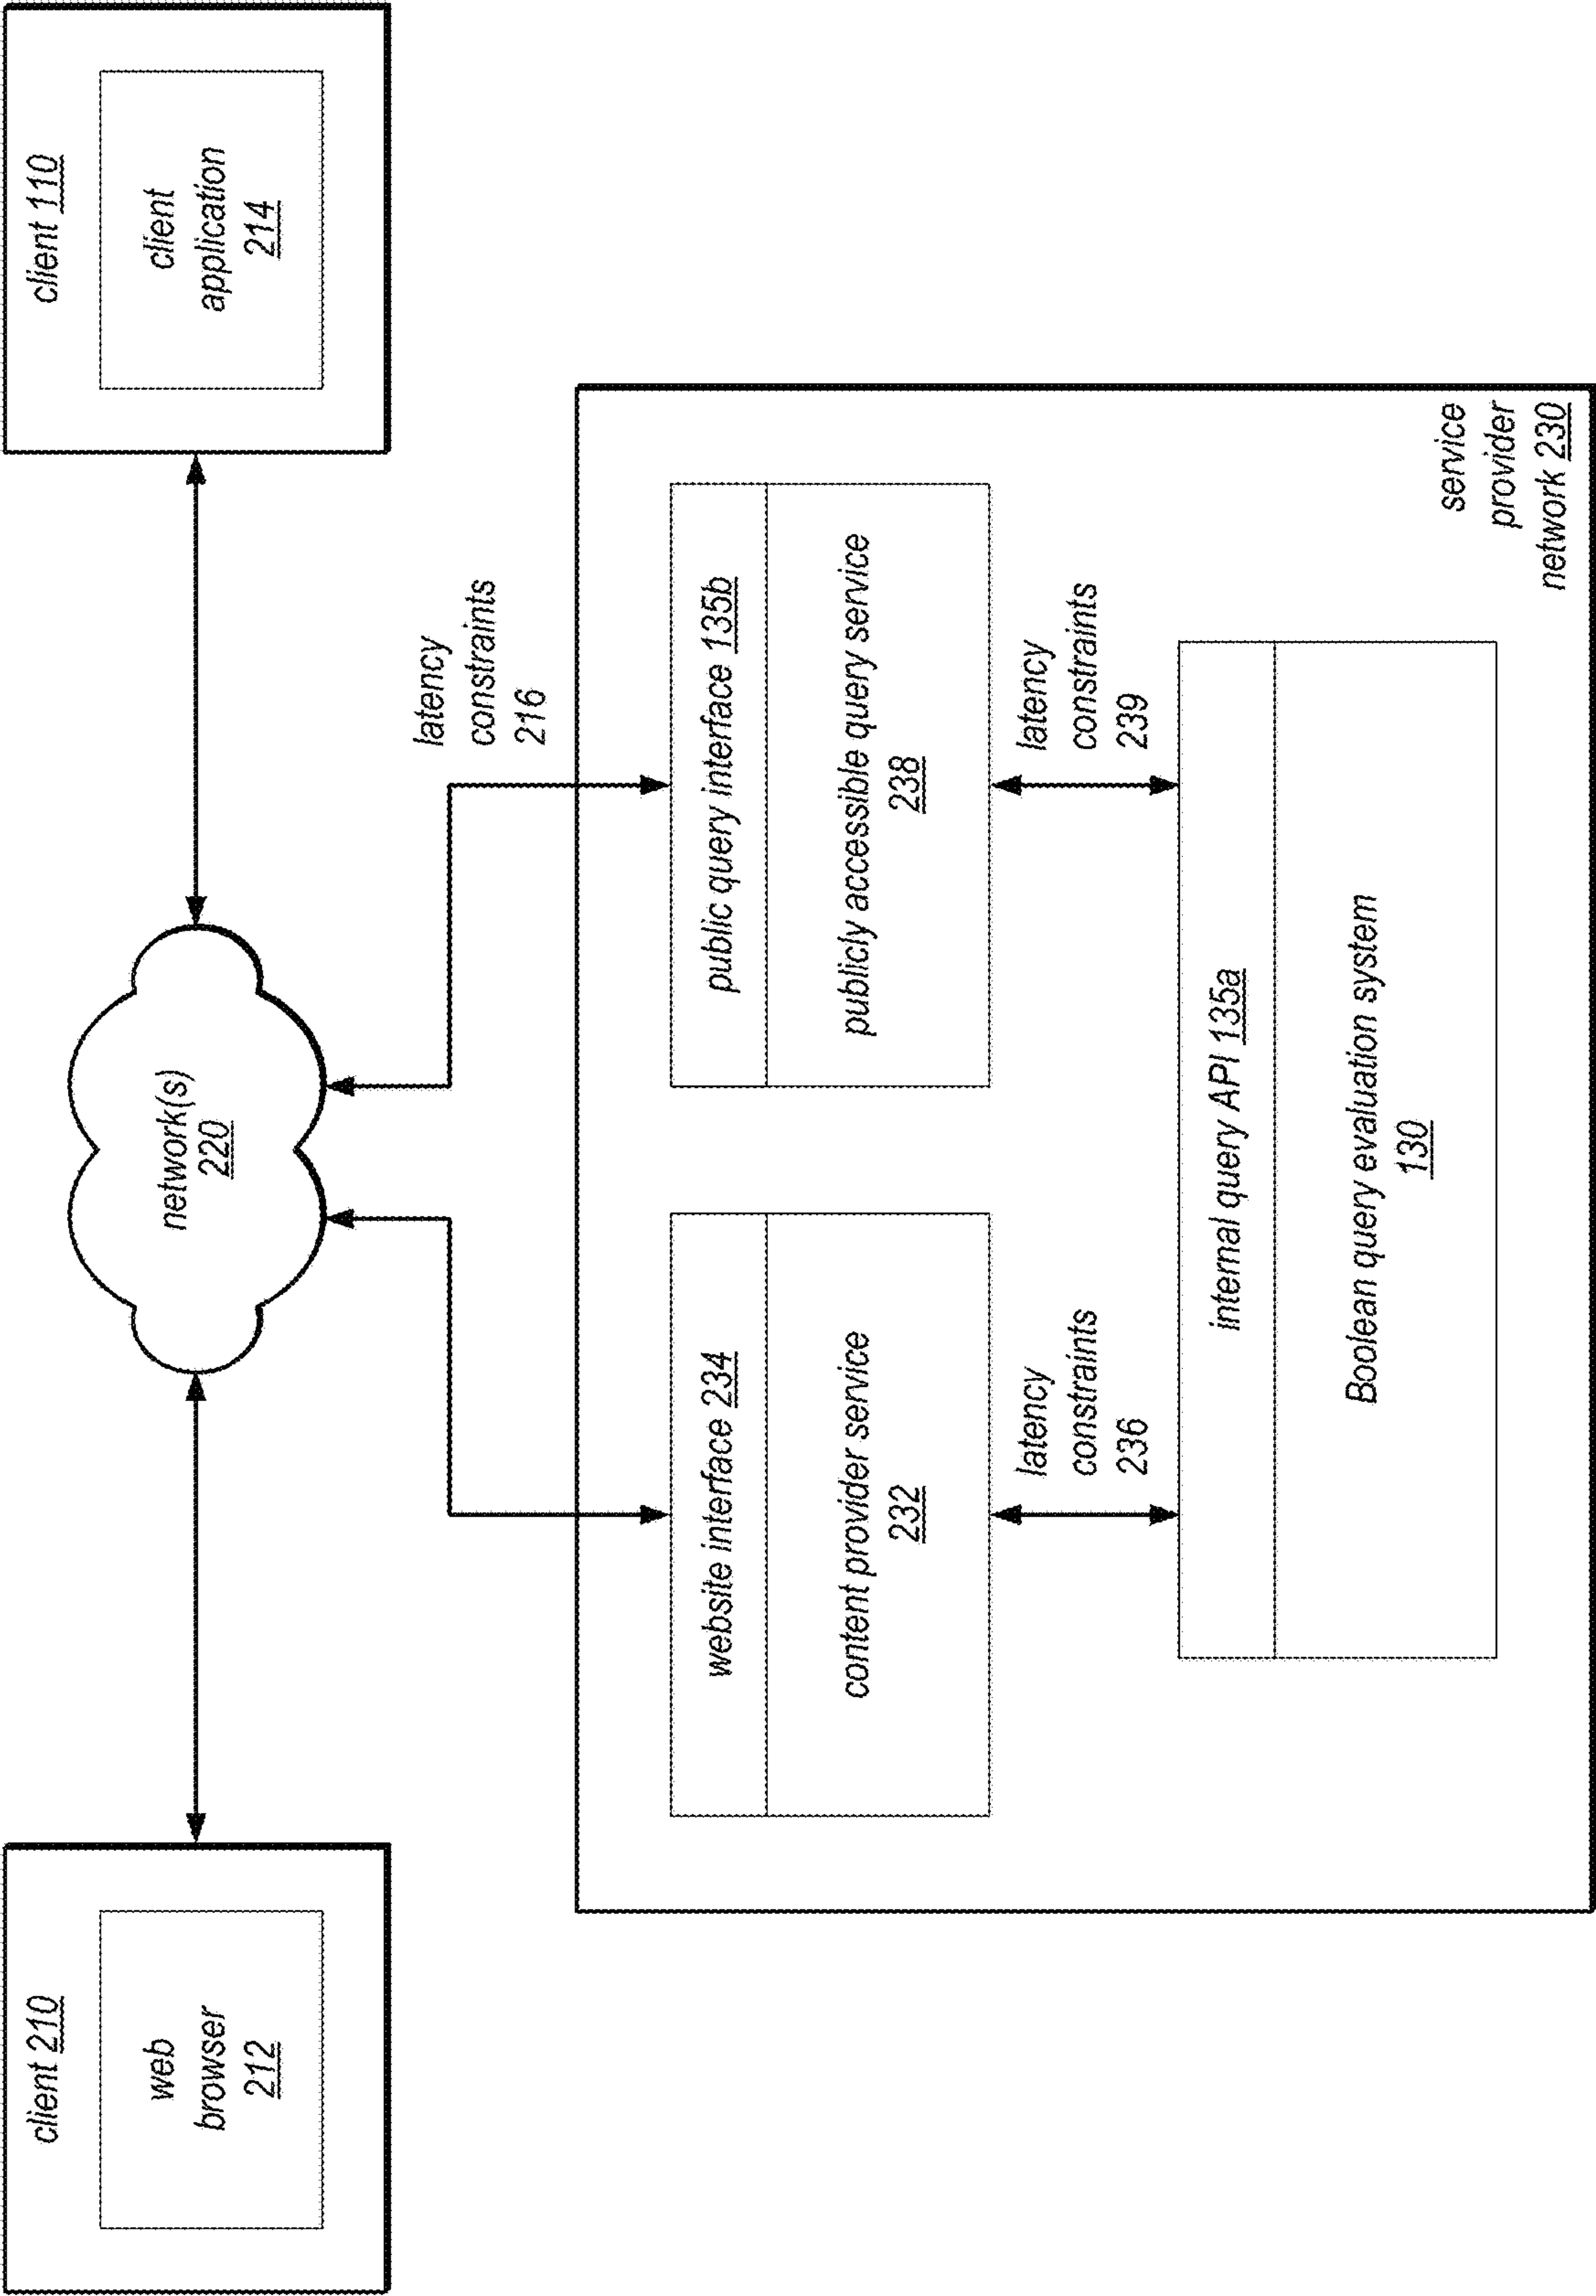 client 210
web
browser
212
network(s)
220
client 110
client
application
214
latency
constraints
216
website interface 234
content provider service
232
public query interface 135b
publicly accessible query service
238
latency
constraints
236
latency
constraints
239
internal query API 135a
Boolean query evaluation system
130
service
provider
network 230